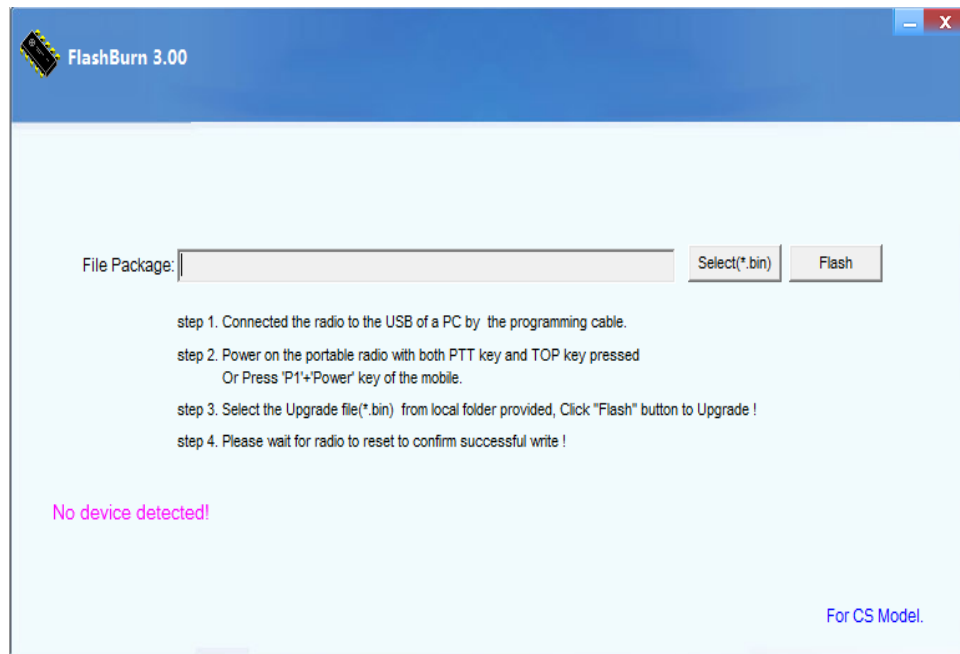 X
FlashBurn 3.00
File Package:
Select(*.bin)
Flash
step 1. Connected the radio to the USB of a PC by the programming cable.
step 2. Power on the portable radio with both PTT key and TOP key pressed
Or Press 'P1'+'Power' key of the mobile.
step 3. Select the Upgrade file(*.bin) from local folder provided, Click "Flash" button to Upgrade !
step 4. Please wait for radio to reset to confirm successful write !
No device detected!
For CS Model.